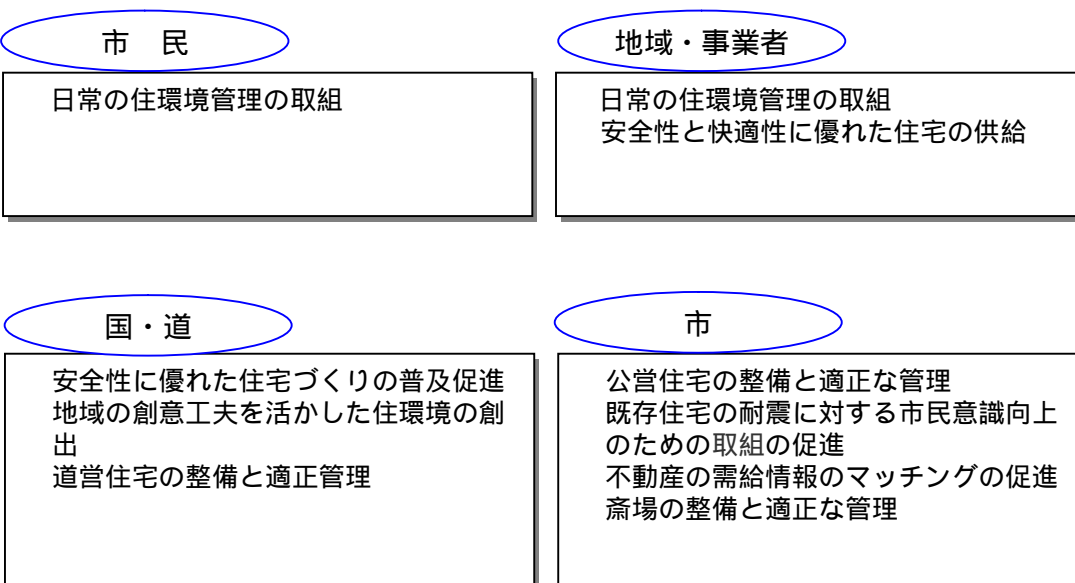 市　民
日常の住環境管理の取組
地域・事業者
日常の住環境管理の取組
安全性と快適性に優れた住宅の供給
国・道
安全性に優れた住宅づくりの普及促進
地域の創意工夫を活かした住環境の創
出
道営住宅の整備と適正管理
市
公営住宅の整備と適正な管理
既存住宅の耐震に対する市民意識向上
のための取組の促進
不動産の需給情報のマッチングの促進
斎場の整備と適正な管理